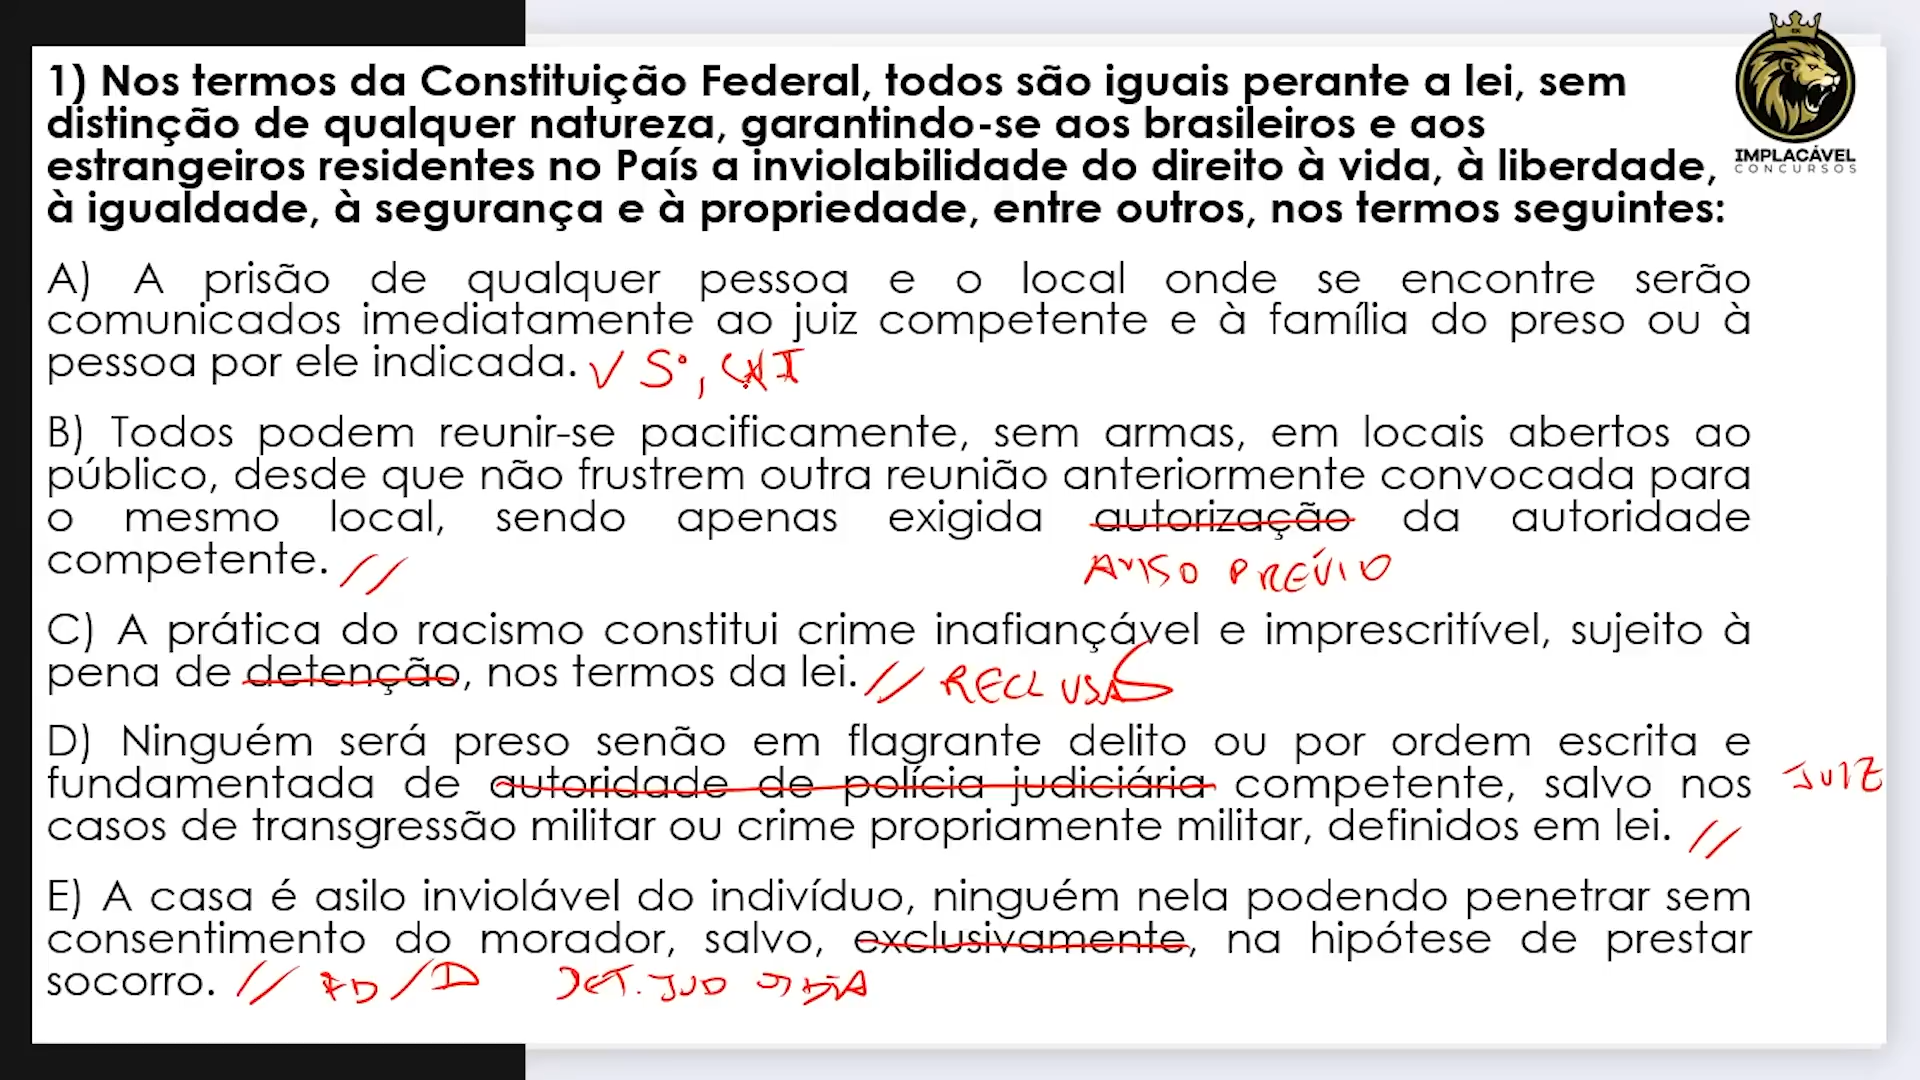 1) Nos termos da Constituição Federal, todos são iguais perante a lei, sem
distinção de qualquer natureza, garantindo-se aos brasileiros e aos
estrangeiros residentes no País a inviolabilidade do direito à vida, à liberdade,
à igualdade, à segurança e à propriedade, entre outros, nos termos seguintes:
IMPLACÁVEL
CONCURSOS
A) A prisão de qualquer pessoa e o local onde se encontre serão
comunicados imediatamente ao juiz competente e à família do preso ou à
pessoa por ele indicada.
B) Todos podem reunir-se pacificamente, sem armas, em locais abertos ao
público, desde que não frustrem outra reunião anteriormente convocada para
o mesmo local, sendo apenas exigida autorização da autoridade
competente.
AVISO PRÉVIO
C) A prática do racismo constitui crime inafiançável e imprescritível, sujeito à
pena de detenção, nos termos da lei.
D) Ninguém será preso senão em flagrante delito ou por ordem escrita e
fundamentada de autoridade de polícia judiciária competente, salvo nos
JUIZ
casos de transgressão militar ou crime propriamente militar, definidos em lei.
E) A casa é asilo inviolável do indivíduo, ninguém nela podendo penetrar sem
consentimento do morador, salvo, exclusivamente, na hipótese de prestar
socorro.
FD / D DET. JUD